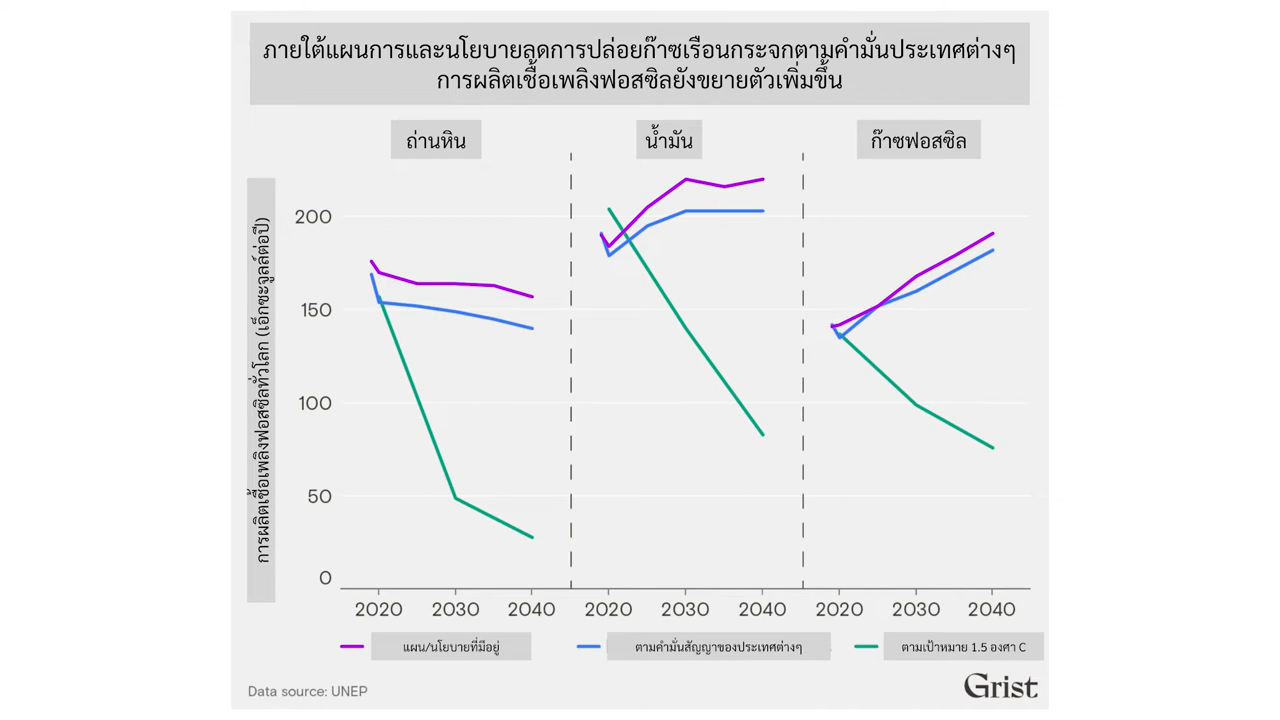 ภายใต้แผนการและนโยบายลดการปล่อยก๊าซเรือนกระจกตามคำมั่นประเทศต่างๆ
การผลิตเชื้อเพลิงฟอสซิลยังขยายตัวเพิ่มขึ้น
ถ่านหิน
น้ำมัน
ก๊าซฟอสซิล
การผลิตเชื้อเพลิงฟอสซิลทั่วโลก (เอ็กซะจูลล์ต่อปี)
200
150
100
50
0
2020 2030 2040 2020 2030 2040 2020 2030 2040
แผน/นโยบายที่มีอยู่
ตามคำมั่นสัญญาของประเทศต่างๆ
ตามเป้าหมาย 1.5 องศา C
Data source: UNEP
Grist